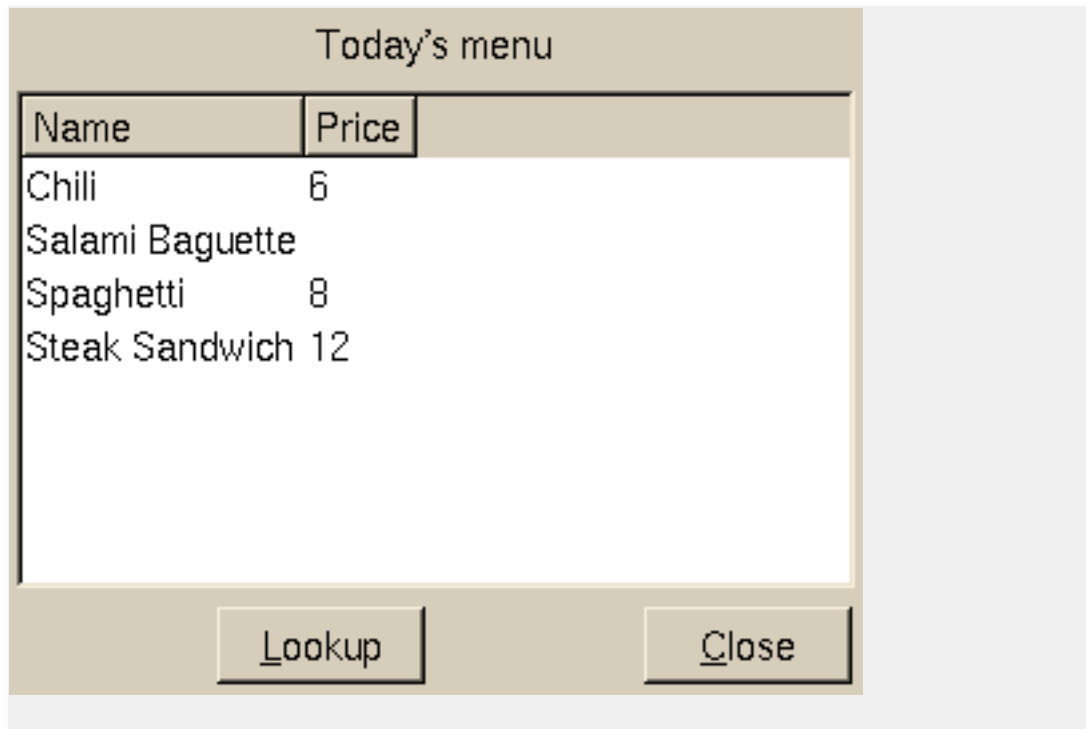 Today's menu
Name Price
Chili 6
Salami Baguette
Spaghetti 8
Steak Sandwich 12
Lookup Close